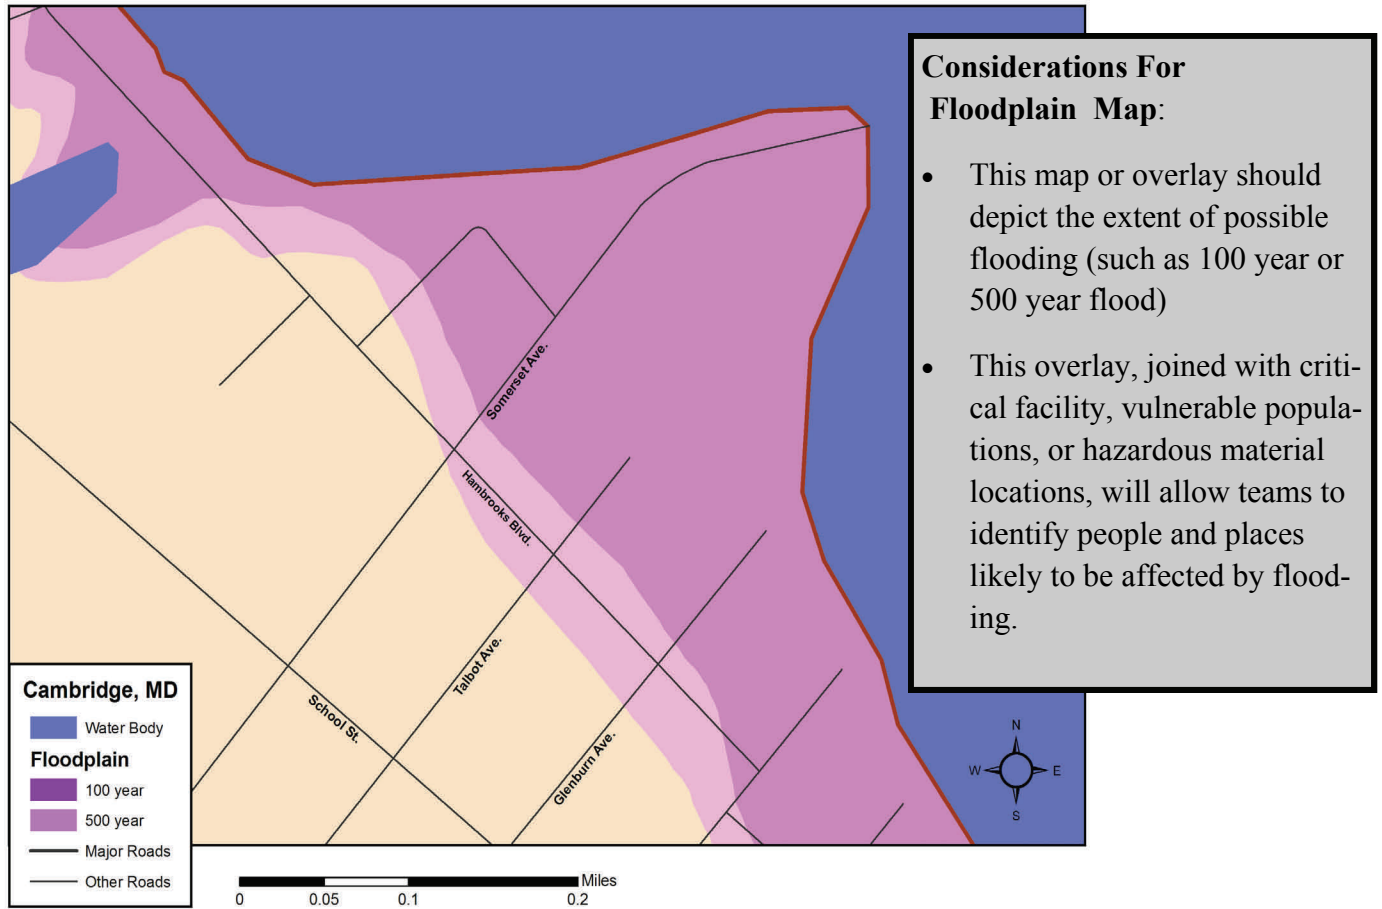 Considerations For
Floodplain Map:
• This map or overlay should
depict the extent of possible
flooding (such as 100 year or
500 year flood)
• This overlay, joined with criti-
cal facility, vulnerable popula-
tions, or hazardous material
locations, will allow teams to
identify people and places
likely to be affected by flood-
ing.
Somerset Ave.
Hambrooks Blvd.
Talbot Ave.
School St.
Glenburn Ave.
N
W E
S
Cambridge, MD
Water Body
Floodplain
100 year
500 year
Major Roads
Other Roads
Miles
0 0.05 0.1 0.2